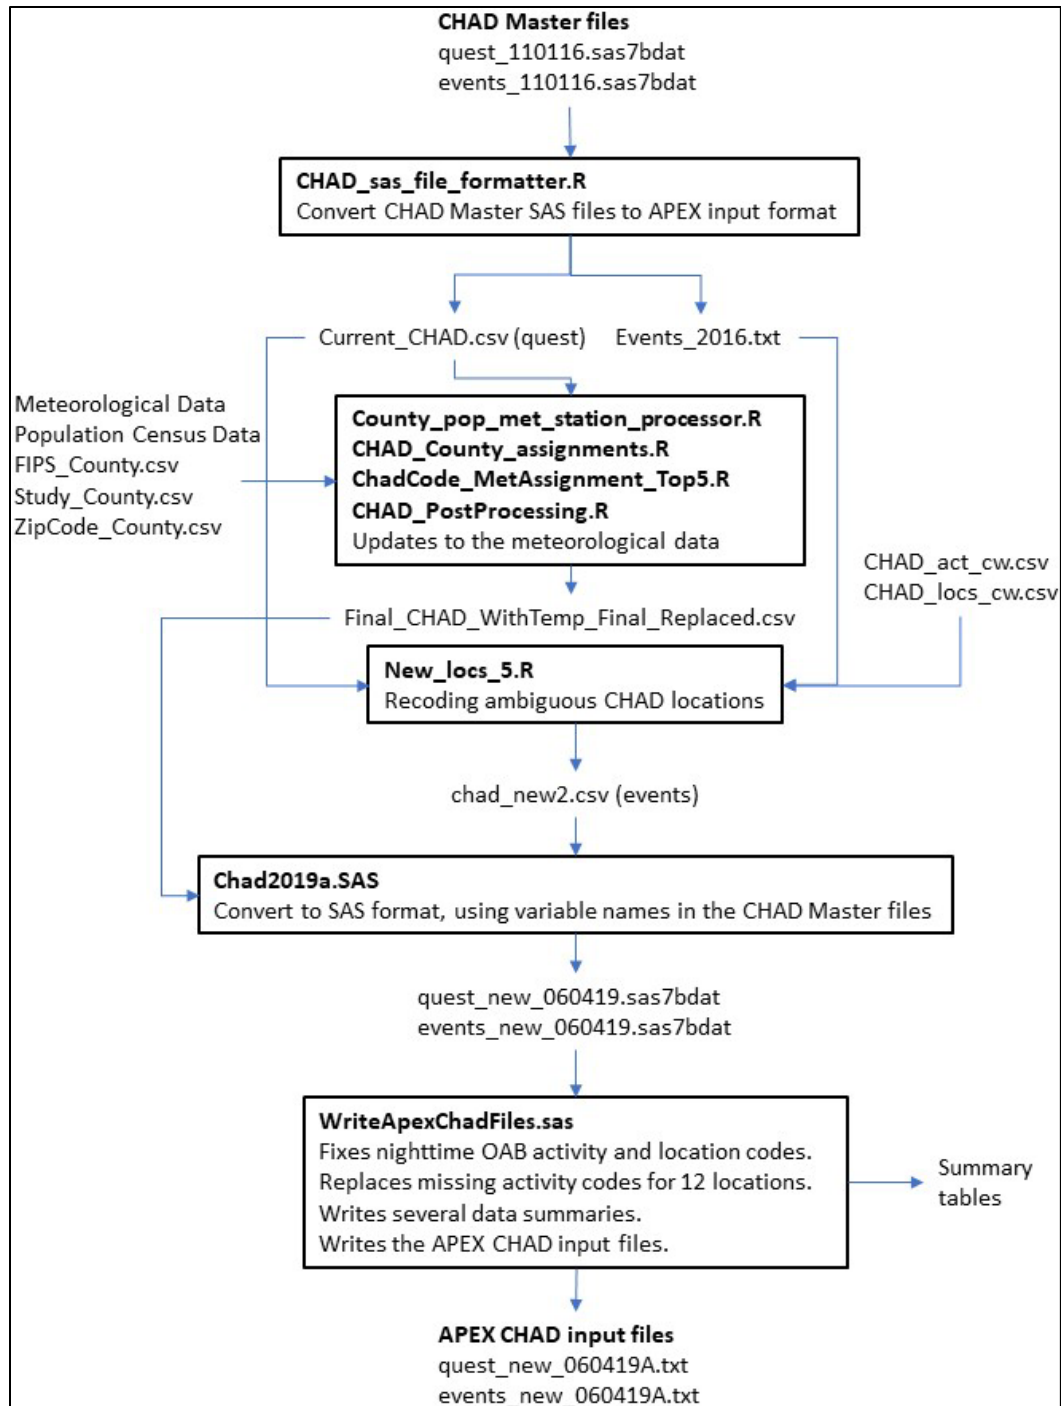 CHAD Master files
quest_110116.sas7bdat
events_110116.sas7bdat
CHAD_sas_file_formatter.R
Convert CHAD Master SAS files to APEX input format
Current_CHAD.csv (quest)
Events_2016.txt
Meteorological Data
Population Census Data
FIPS_County.csv
Study_County.csv
ZipCode_County.csv
County_pop_met_station_processor.R
CHAD_County_assignments.R
ChadCode_MetAssignment_Top5.R
CHAD_PostProcessing.R
Updates to the meteorological data
CHAD_act_cw.csv
CHAD_locs_cw.csv
Final_CHAD_WithTemp_Final_Replaced.csv
New_locs_5.R
Recoding ambiguous CHAD locations
chad_new2.csv (events)
Chad2019a.SAS
Convert to SAS format, using variable names in the CHAD Master files
quest_new_060419.sas7bdat
events_new_060419.sas7bdat
WriteApexChadFiles.sas
Fixes nighttime OAB activity and location codes.
Replaces missing activity codes for 12 locations.
Writes several data summaries.
Writes the APEX CHAD input files.
Summary
tables
APEX CHAD input files
quest_new_060419A.txt
events_new_060419A.txt